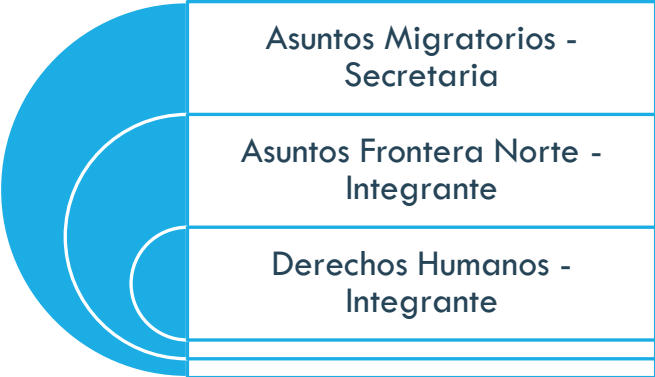 Asuntos Migratorios -
Secretaria
Asuntos Frontera Norte -
Integrante
Derechos Humanos -
Integrante